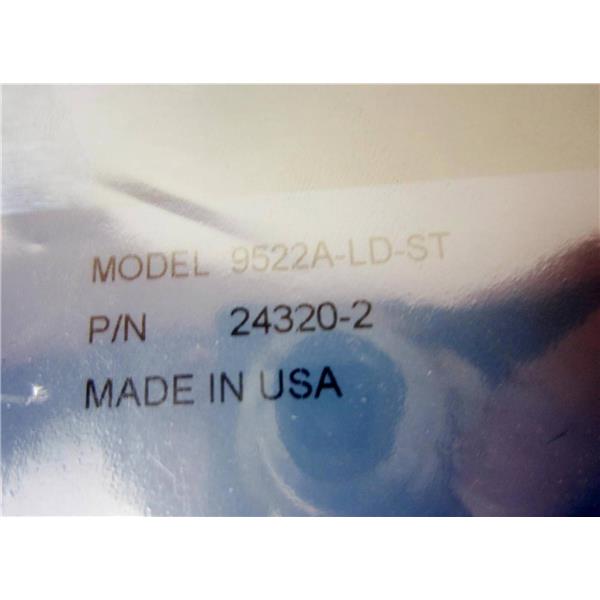 MODEL 9522A-LD-ST
P/N 24320-2
MADE IN USA